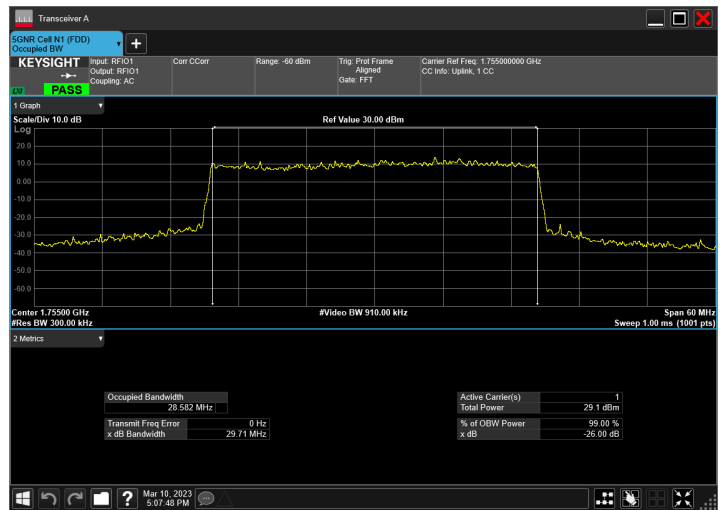 Transceiver A
5GNR Cell N1 (FDD)
Occupied BW
KEYSIGHT
Input: RFIO1
Output: RFIO1
Coupling: AC
Corr CCorr
Range: -60 dBm
Trig: Prot Frame
Aligned
Gate: FFT
Carrier Ref Freq: 1.755000000 GHz
CC Info: Uplink, 1 CC
PASS
1 Graph
Scale/Div 10.0 dB
Ref Value 30.00 dBm
Log
20.0
10.0
0.00
-10.0
-20.0
-30.0
-40.0
-50.0
-60.0
Center 1.75500 GHz
#Video BW 910.00 kHz
Span 60 MHz
#Res BW 300.00 kHz
Sweep 1.00 ms (1001 pts)
2 Metrics
Occupied Bandwidth
28.582 MHz
Active Carrier(s) 1
Total Power 29.1 dBm
Transmit Freq Error 0 Hz
x dB Bandwidth 29.71 MHz
% of OBW Power 99.00 %
x dB -26.00 dB
Mar 10, 2023
5:07:48 PM